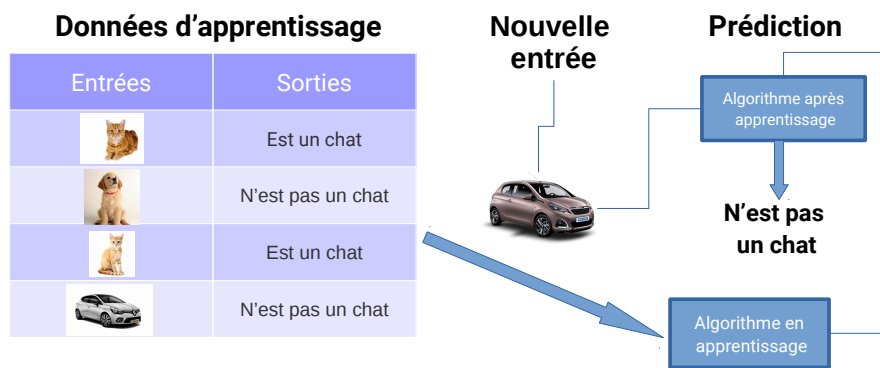 Données d'apprentissage
Entrées Sorties
Est un chat
N'est pas un chat
Est un chat
N'est pas un chat
Nouvelle
entrée
Prédiction
Algorithme après
apprentissage
N'est pas
un chat
Algorithme en
apprentissage